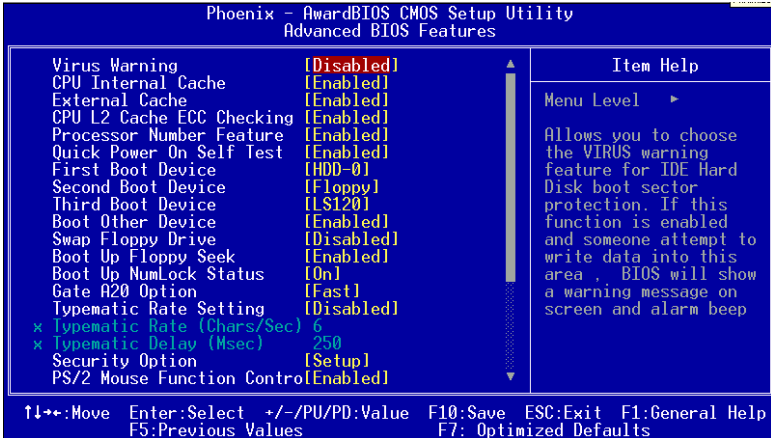 Phoenix - AwardBIOS CMOS Setup Utility
Advanced BIOS Features
Virus Warning [Disabled]
CPU Internal Cache [Enabled]
External Cache [Enabled]
CPU L2 Cache ECC Checking [Enabled]
Processor Number Feature [Enabled]
Quick Power On Self Test [Enabled]
First Boot Device [HDD-0]
Second Boot Device [Floppy]
Third Boot Device [LS120]
Boot Other Device [Enabled]
Swap Floppy Drive [Disabled]
Boot Up Floppy Seek [Enabled]
Boot Up NumLock Status [On]
Gate A20 Option [Fast]
Typematic Rate Setting [Disabled]
x Typematic Rate (Chars/Sec) 6
x Typematic Delay (Msec) 250
Security Option [Setup]
PS/2 Mouse Function Contro[Enabled]
Item Help
Menu Level ►
Allows you to choose
the VIRUS warning
feature for IDE Hard
Disk boot sector
protection. If this
function is enabled
and someone attempt to
write data into this
area , BIOS will show
a warning message on
screen and alarm beep
↑↓→←:Move Enter:Select +/-/PU/PD:Value F10:Save ESC:Exit F1:General Help
F5:Previous Values F7: Optimized Defaults